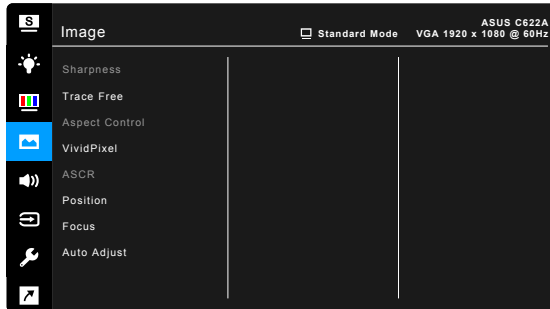 S
Image
Standard Mode
ASUS C622A
VGA 1920 x 1080 @ 60Hz
Sharpness
Trace Free
Aspect Control
VividPixel
ASCR
Position
Focus
Auto Adjust